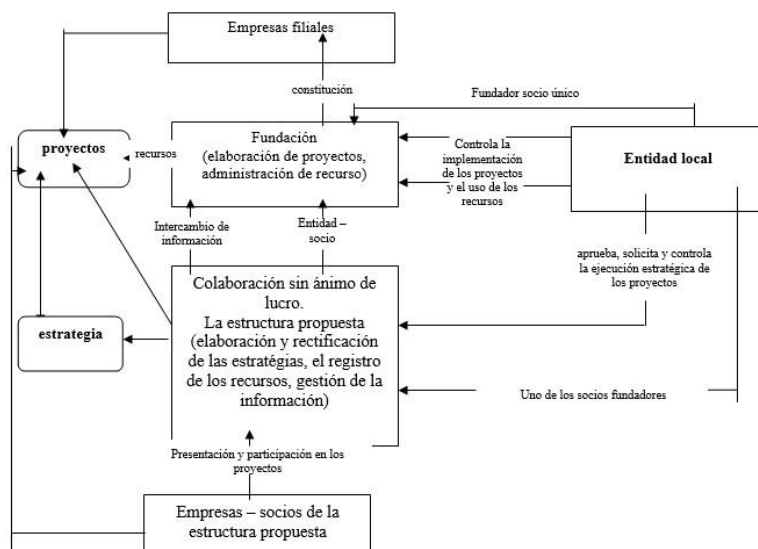 Empresas filiales
constitución
Fundador socio único
Fundación
(elaboración de proyectos,
administración de recurso)
proyectos
recursos
Controla la
implementación
de los proyectos
y el uso de los
recursos
Entidad local
Intercambio de
información
Entidad –
socio
aprueba, solicita y controla
la ejecución estratégica de
los proyectos
Colaboración sin ánimo de
lucro.
La estructura propuesta
(elaboración y rectificación
de las estratégias, el registro
de los recursos, gestión de la
información)
estrategia
Uno de los socios fundadores
Presentación y participación en los
proyectos
Empresas – socios de la
estructura propuesta